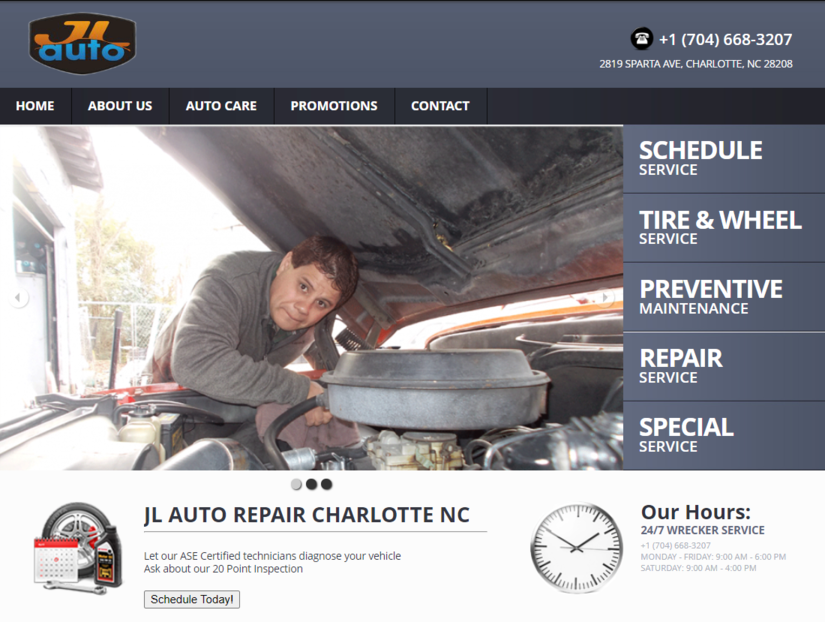 JL
auto
+1 (704) 668-3207
2819 SPARTA AVE, CHARLOTTE, NC 28208
HOME ABOUT US AUTO CARE PROMOTIONS CONTACT
SCHEDULE
SERVICE
TIRE & WHEEL
SERVICE
PREVENTIVE
MAINTENANCE
REPAIR
SERVICE
SPECIAL
SERVICE
JL AUTO REPAIR CHARLOTTE NC
Let our ASE Certified technicians diagnose your vehicle
Ask about our 20 Point Inspection
Schedule Today!
Our Hours:
24/7 WRECKER SERVICE
+1 (704) 668-3207
MONDAY - FRIDAY: 9:00 AM - 6:00 PM
SATURDAY: 9:00 AM - 4:00 PM